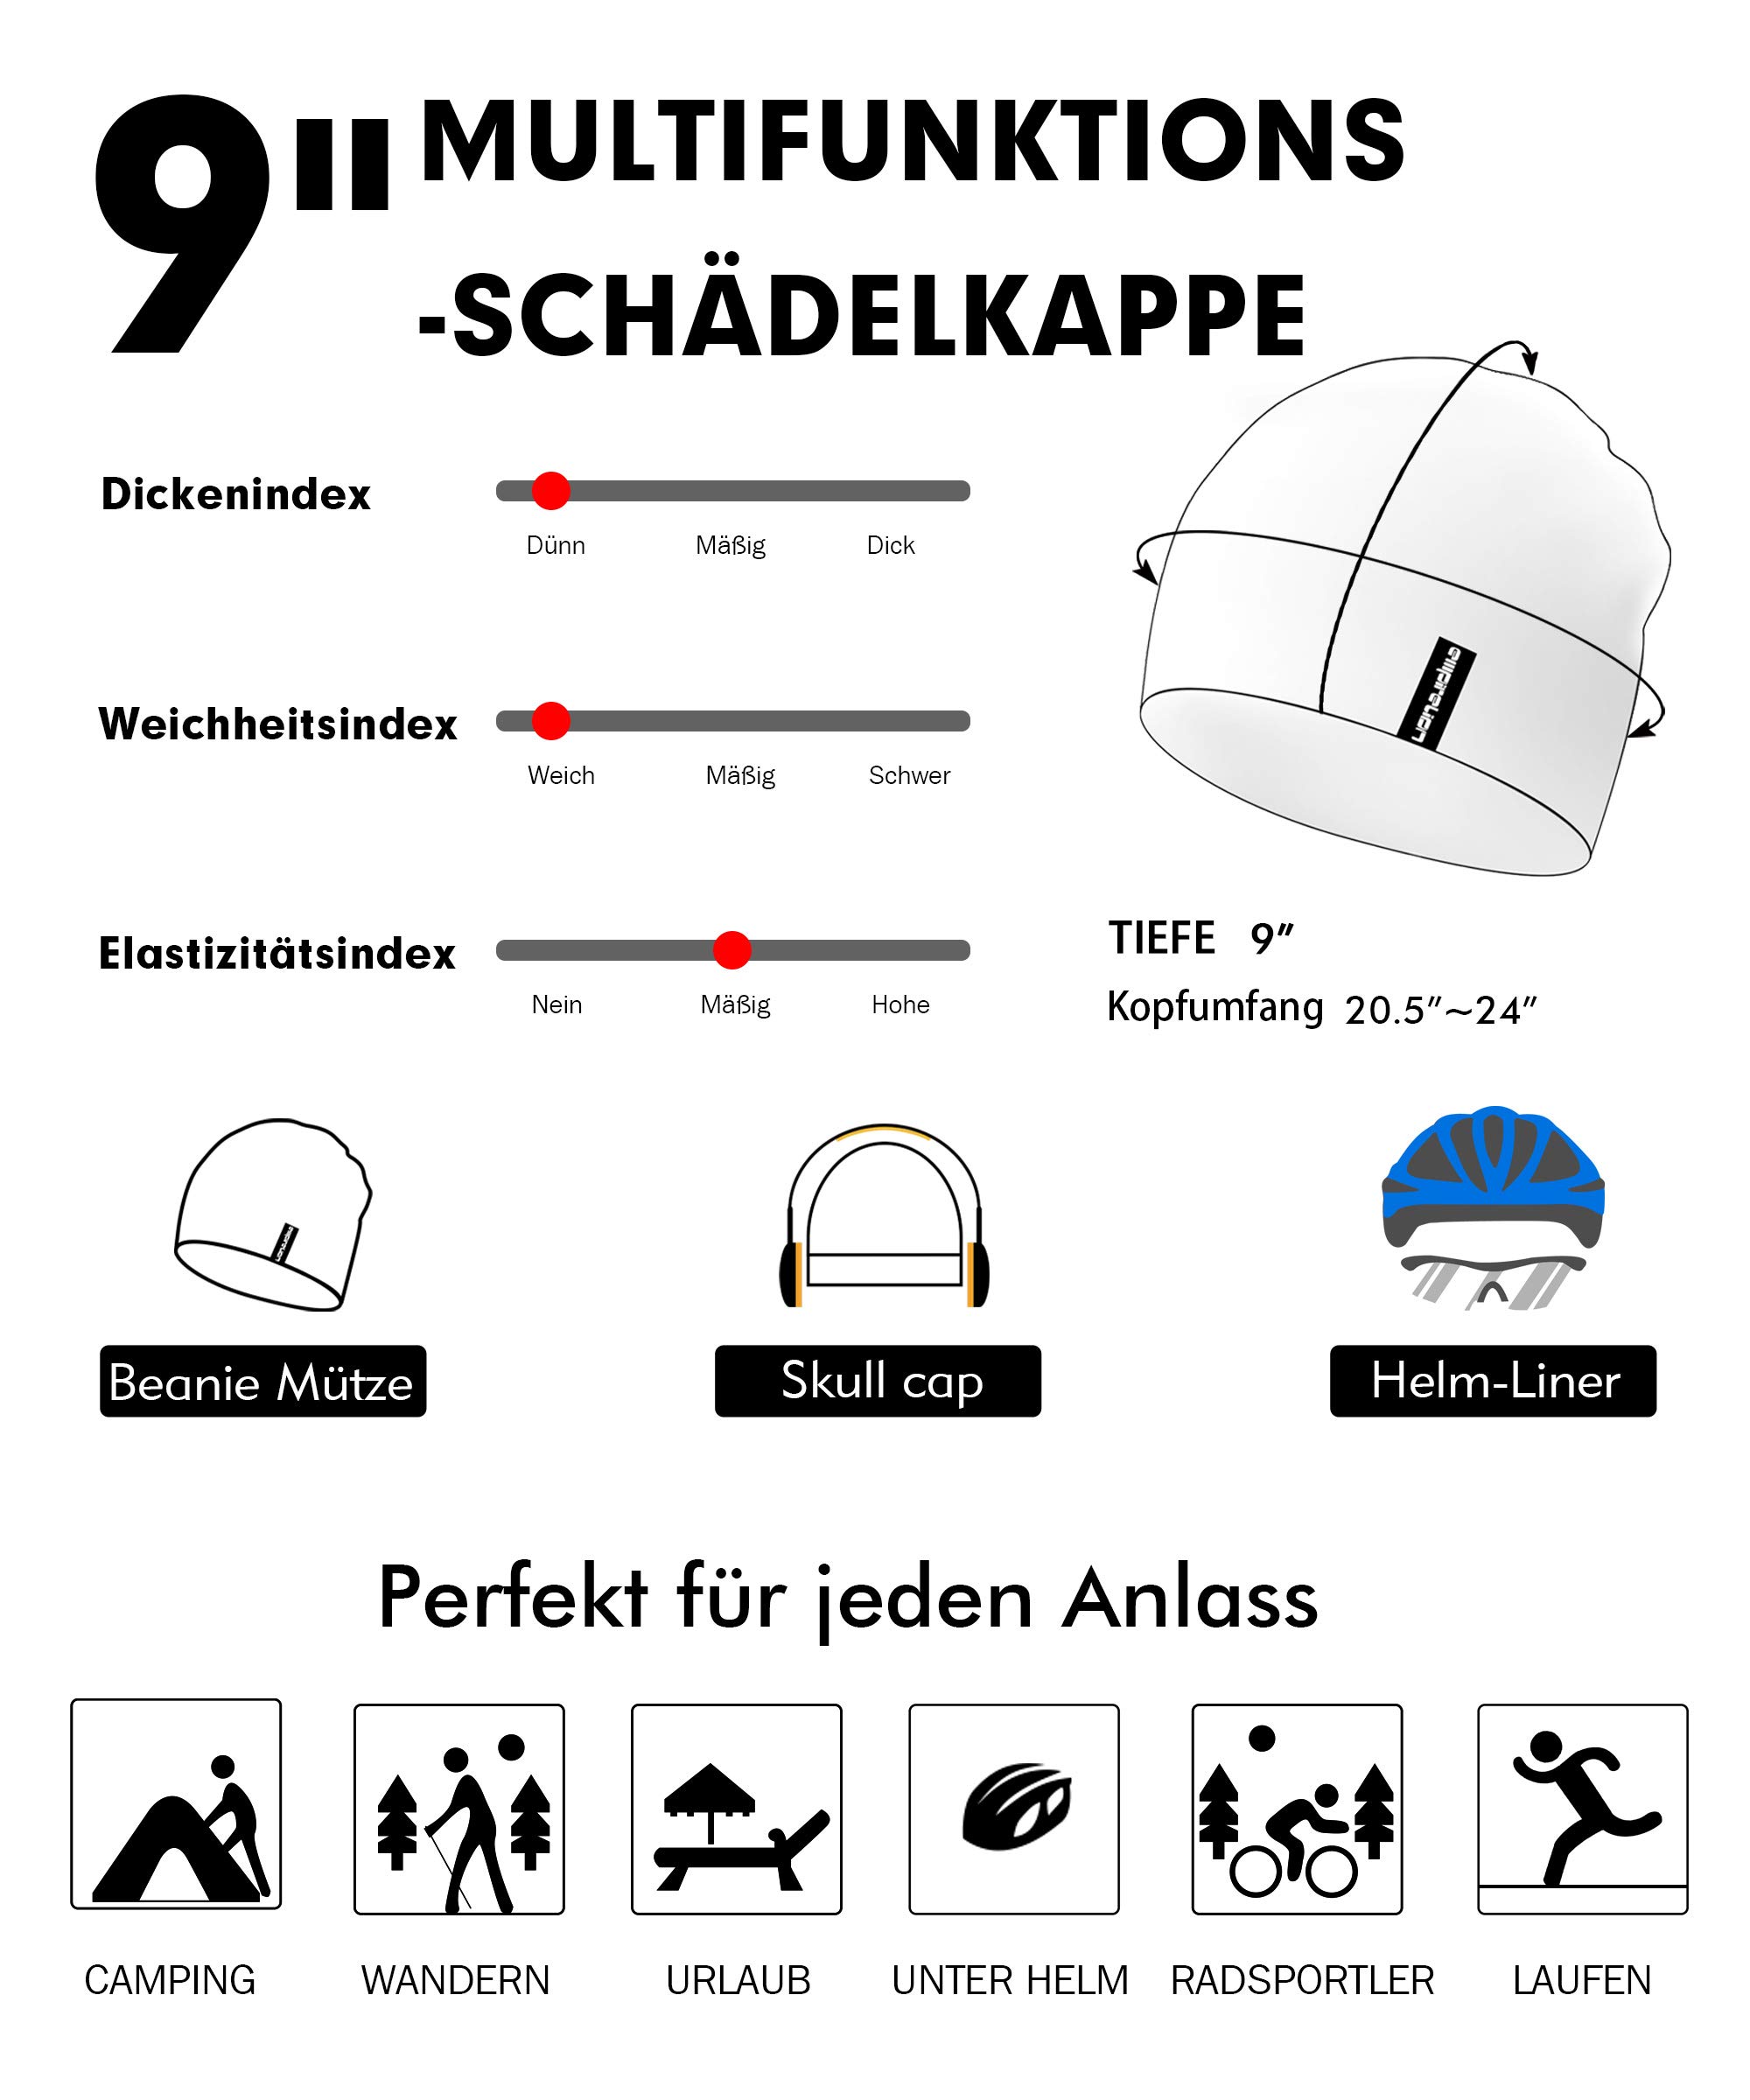 9" MULTIFUNKTIONS
-SCHÄDELKAPPE
Dickenindex
Dünn Mäßig Dick
Weichheitsindex
Weich Mäßig Schwer
empirelion
Elastizitätsindex
Nein Mäßig Hohe
TIEFE 9"
Kopfumfang 20.5"~24"
Beanie Mütze
Skull cap
Helm-Liner
Perfekt für jeden Anlass
CAMPING
WANDERN
URLAUB
UNTER HELM
RADSPORTLER
LAUFEN